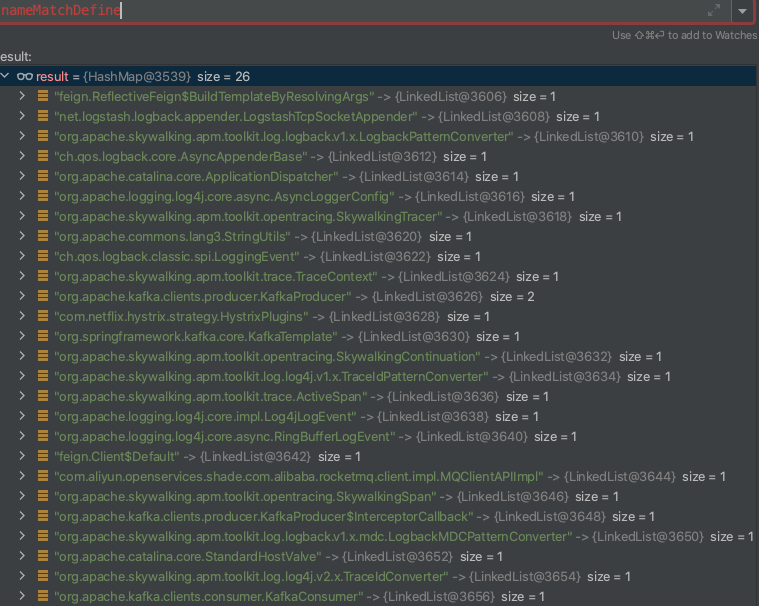 nameMatchDefine
Use ⇧⌘⏎ to add to Watches
esult:
result = {HashMap@3539} size = 26
"feign.ReflectiveFeign$BuildTemplateByResolvingArgs" -> {LinkedList@3606} size = 1
"net.logstash.logback.appender.LogstashTcpSocketAppender" -> {LinkedList@3608} size = 1
"org.apache.skywalking.apm.toolkit.log.logback.v1.x.LogbackPatternConverter" -> {LinkedList@3610} size = 1
"ch.qos.logback.core.AsyncAppenderBase" -> {LinkedList@3612} size = 1
"org.apache.catalina.core.ApplicationDispatcher" -> {LinkedList@3614} size = 1
"org.apache.logging.log4j.core.async.AsyncLoggerConfig" -> {LinkedList@3616} size = 1
"org.apache.skywalking.apm.toolkit.opentracing.SkywalkingTracer" -> {LinkedList@3618} size = 1
"org.apache.commons.lang3.StringUtils" -> {LinkedList@3620} size = 1
"ch.qos.logback.classic.spi.LoggingEvent" -> {LinkedList@3622} size = 1
"org.apache.skywalking.apm.toolkit.trace.TraceContext" -> {LinkedList@3624} size = 1
"org.apache.kafka.clients.producer.KafkaProducer" -> {LinkedList@3626} size = 2
"com.netflix.hystrix.strategy.HystrixPlugins" -> {LinkedList@3628} size = 1
"org.springframework.kafka.core.KafkaTemplate" -> {LinkedList@3630} size = 1
"org.apache.skywalking.apm.toolkit.opentracing.SkywalkingContinuation" -> {LinkedList@3632} size = 1
"org.apache.skywalking.apm.toolkit.log.log4j.v1.x.TraceIdPatternConverter" -> {LinkedList@3634} size = 1
"org.apache.skywalking.apm.toolkit.trace.ActiveSpan" -> {LinkedList@3636} size = 1
"org.apache.logging.log4j.core.impl.Log4jLogEvent" -> {LinkedList@3638} size = 1
"org.apache.logging.log4j.core.async.RingBufferLogEvent" -> {LinkedList@3640} size = 1
"feign.Client$Default" -> {LinkedList@3642} size = 1
"com.aliyun.openservices.shade.com.alibaba.rocketmq.client.impl.MQClientAPIImpl" -> {LinkedList@3644} size = 1
"org.apache.skywalking.apm.toolkit.opentracing.SkywalkingSpan" -> {LinkedList@3646} size = 1
"org.apache.kafka.clients.producer.KafkaProducer$InterceptorCallback" -> {LinkedList@3648} size = 1
"org.apache.skywalking.apm.toolkit.log.logback.v1.x.mdc.LogbackMDCPatternConverter" -> {LinkedList@3650} size = 1
"org.apache.catalina.core.StandardHostValve" -> {LinkedList@3652} size = 1
"org.apache.skywalking.apm.toolkit.log.log4j.v2.x.TraceIdConverter" -> {LinkedList@3654} size = 1
"org.apache.kafka.clients.consumer.KafkaConsumer" -> {LinkedList@3656} size = 1